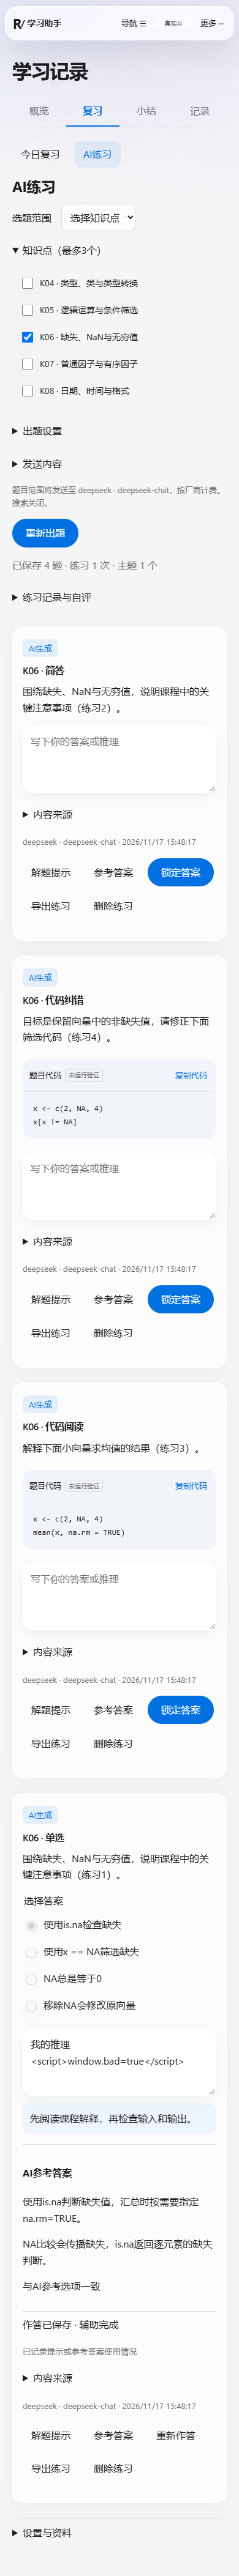 R/ 学习助手 导航 ☰ 真实AI 更多 ···
学习记录
概览 复习 小结 记录
今日复习 AI练习
AI练习
选题范围 选择知识点
▼ 知识点（最多3个）
K04 · 类型、类与类型转换
K05 · 逻辑运算与条件筛选
K06 · 缺失、NaN与无穷值
K07 · 普通因子与有序因子
K08 · 日期、时间与格式
▶ 出题设置
▶ 发送内容
题目范围将发送至 deepseek · deepseek-chat，按厂商计费。
搜索关闭。
重新出题
已保存 4 题 · 练习 1 次 · 主题 1 个
▶ 练习记录与自评
AI生成
K06 · 简答
围绕缺失、NaN与无穷值，说明课程中的关
键注意事项（练习2）。
写下你的答案或推理
▶ 内容来源
deepseek · deepseek-chat · 2026/11/17 15:48:17
解题提示 参考答案 锁定答案
导出练习 删除练习
AI生成
K06 · 代码纠错
目标是保留向量中的非缺失值，请修正下面
筛选代码（练习4）。
题目代码 未运行验证 复制代码
x <- c(2, NA, 4)
x[x != NA]
写下你的答案或推理
▶ 内容来源
deepseek · deepseek-chat · 2026/11/17 15:48:17
解题提示 参考答案 锁定答案
导出练习 删除练习
AI生成
K06 · 代码阅读
解释下面小向量求均值的结果（练习3）。
题目代码 未运行验证 复制代码
x <- c(2, NA, 4)
mean(x, na.rm = TRUE)
写下你的答案或推理
▶ 内容来源
deepseek · deepseek-chat · 2026/11/17 15:48:17
解题提示 参考答案 锁定答案
导出练习 删除练习
AI生成
K06 · 单选
围绕缺失、NaN与无穷值，说明课程中的关
键注意事项（练习1）。
选择答案
使用is.na检查缺失
使用x == NA筛选缺失
NA总是等于0
移除NA会修改原向量
我的推理
<script>window.bad=true</script>
先阅读课程解释，再检查输入和输出。
AI参考答案
使用is.na判断缺失值，汇总时按需要指定
na.rm=TRUE。
NA比较会传播缺失，is.na返回逐元素的缺失
判断。
与AI参考选项一致
作答已保存 · 辅助完成
已记录提示或参考答案使用情况
▶ 内容来源
deepseek · deepseek-chat · 2026/11/17 15:48:17
解题提示 参考答案 重新作答
导出练习 删除练习
▶ 设置与资料